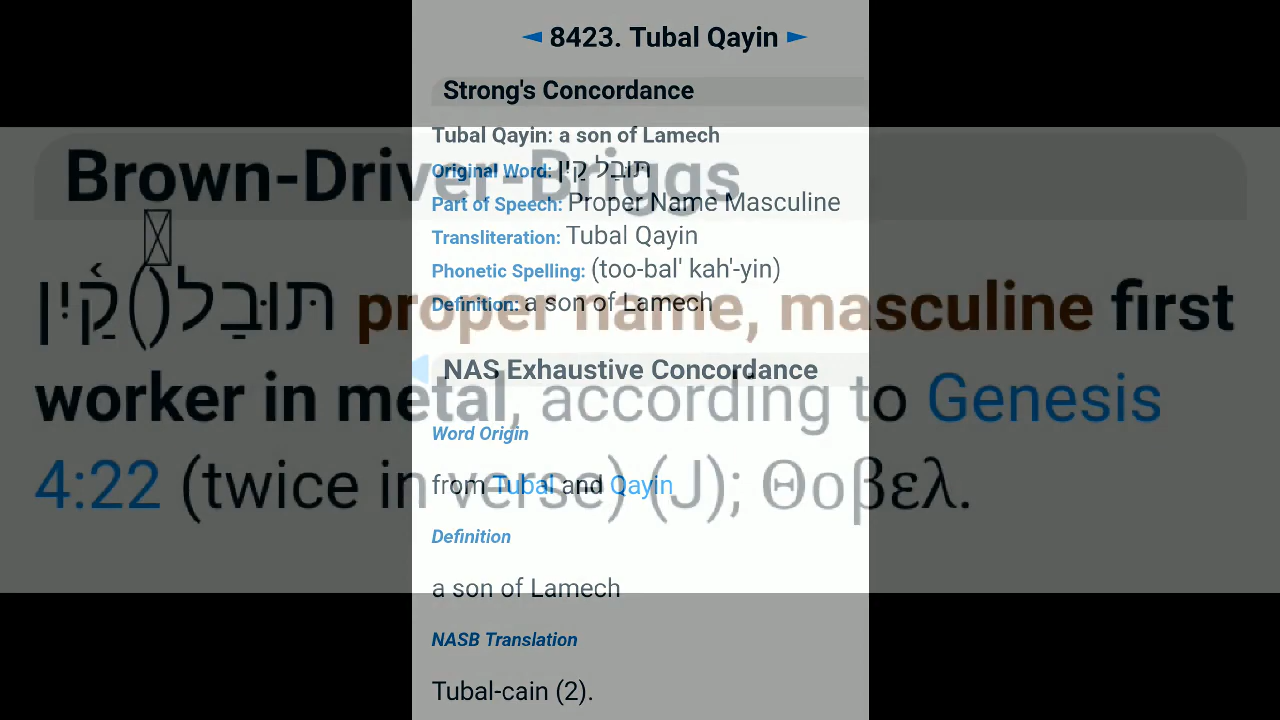 ◄ 8423. Tubal Qayin ►
Strong's Concordance
Tubal Qayin: a son of Lamech
Original Word: תּוּבַל קַיִן
Part of Speech: Proper Name Masculine
Transliteration: Tubal Qayin
Phonetic Spelling: (too-bal' kah'-yin)
Definition: a son of Lamech
NAS Exhaustive Concordance
Word Origin
from Tubal and Qayin
Definition
a son of Lamech
NASB Translation
Tubal-cain (2).
Brown-Driver-Briggs
תּוּבַל()קַ֫יִן proper name, masculine first
worker in metal, according to Genesis
4:22 (twice in verse) (J); Θοβελ.